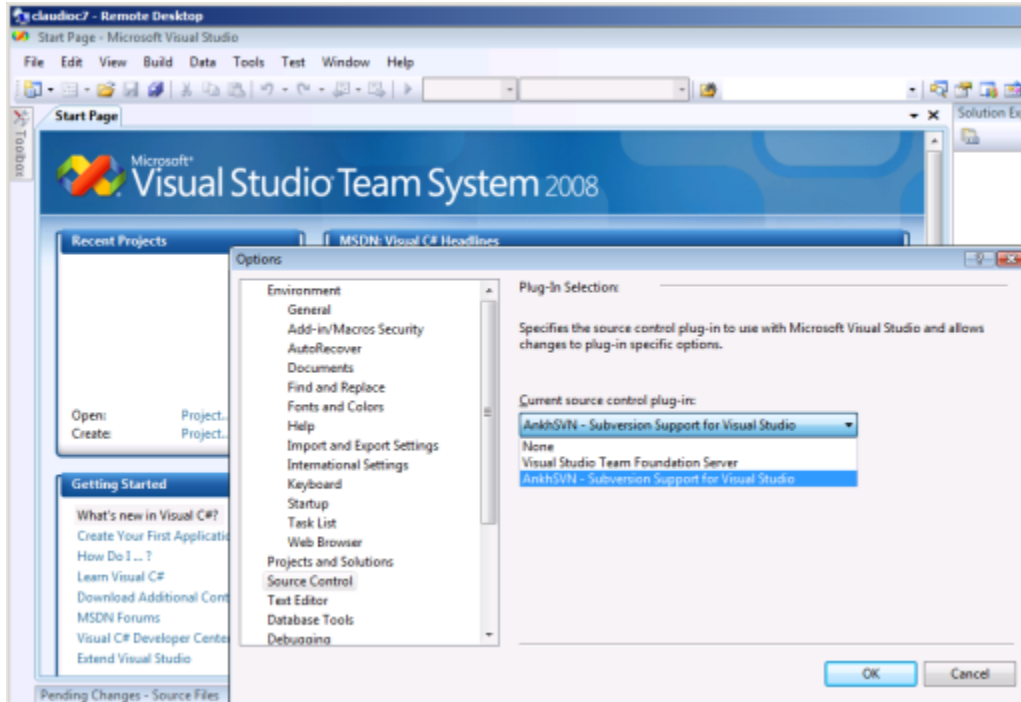 claudioc7 - Remote Desktop
Start Page - Microsoft Visual Studio
File Edit View Build Data Tools Test Window Help
Toolbox
Start Page
Solution Ex
Microsoft®
Visual Studio Team System 2008
Recent Projects
MSDN: Visual C# Headlines
Open: Project...
Create: Project...
Getting Started
What's new in Visual C#?
Create Your First Applicatio
How Do I ... ?
Learn Visual C#
Download Additional Cont
MSDN Forums
Visual C# Developer Cente
Extend Visual Studio
Pending Changes - Source Files
Options
Environment
General
Add-in/Macros Security
AutoRecover
Documents
Find and Replace
Fonts and Colors
Help
Import and Export Settings
International Settings
Keyboard
Startup
Task List
Web Browser
Projects and Solutions
Source Control
Text Editor
Database Tools
Debugging
Plug-In Selection:
Specifies the source control plug-in to use with Microsoft Visual Studio and allows
changes to plug-in specific options.
Current source control plug-in:
AnkhSVN - Subversion Support for Visual Studio
None
Visual Studio Team Foundation Server
AnkhSVN - Subversion Support for Visual Studio
OK Cancel